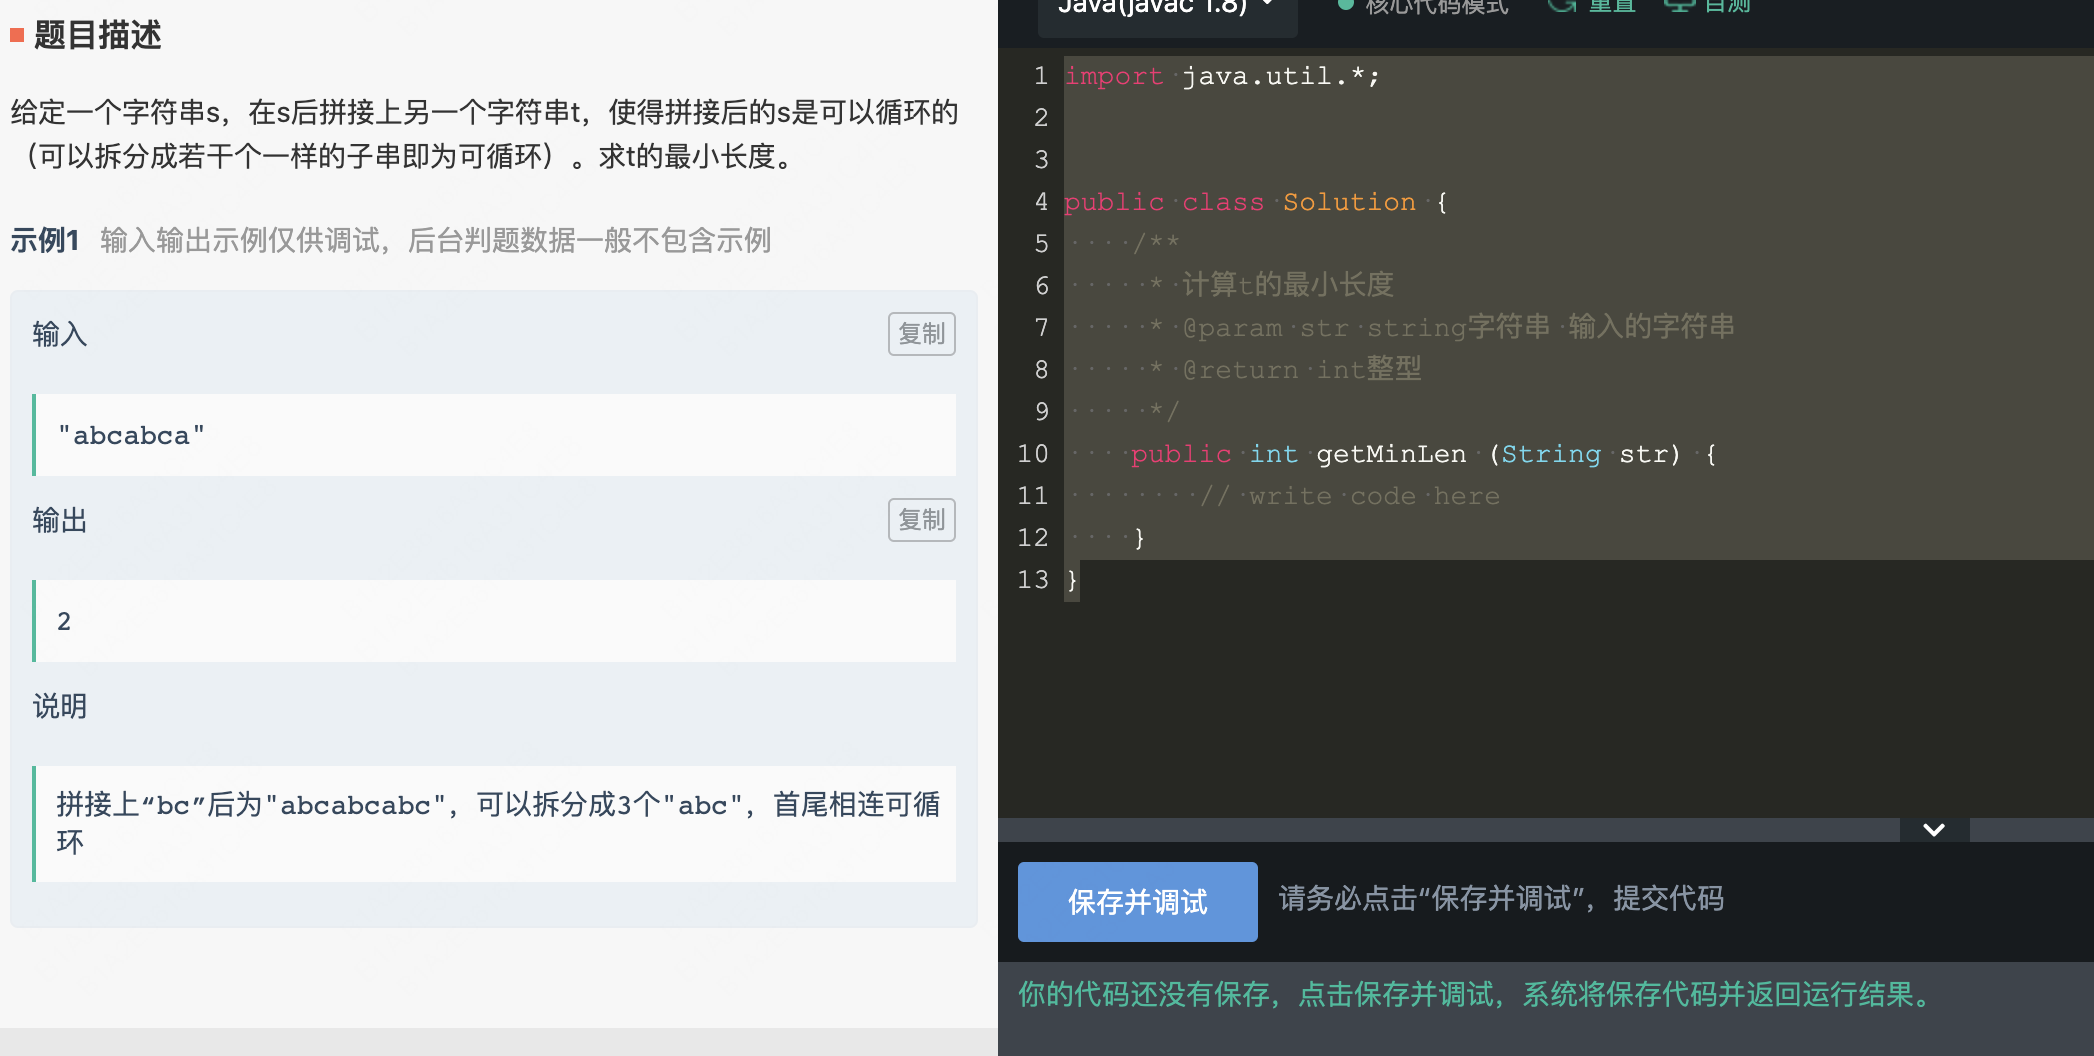 题目描述
给定一个字符串s，在s后拼接上另一个字符串t，使得拼接后的s是可以循环的
（可以拆分成若干个一样的子串即为可循环）。求t的最小长度。
示例1 输入输出示例仅供调试，后台判题数据一般不包含示例
输入
复制
"abcabca"
输出
复制
2
说明
拼接上“bc”后为"abcabcabc"，可以拆分成3个"abc"，首尾相连可循
环
Java(javac 1.8)
核心代码模式
重置
自测
1 import java.util.*;
2
3
4 public class Solution {
5     /**
6      * 计算t的最小长度
7      * @param str string字符串 输入的字符串
8      * @return int整型
9      */
10     public int getMinLen (String str) {
11         // write code here
12     }
13 }
保存并调试
请务必点击“保存并调试”，提交代码
你的代码还没有保存，点击保存并调试，系统将保存代码并返回运行结果。